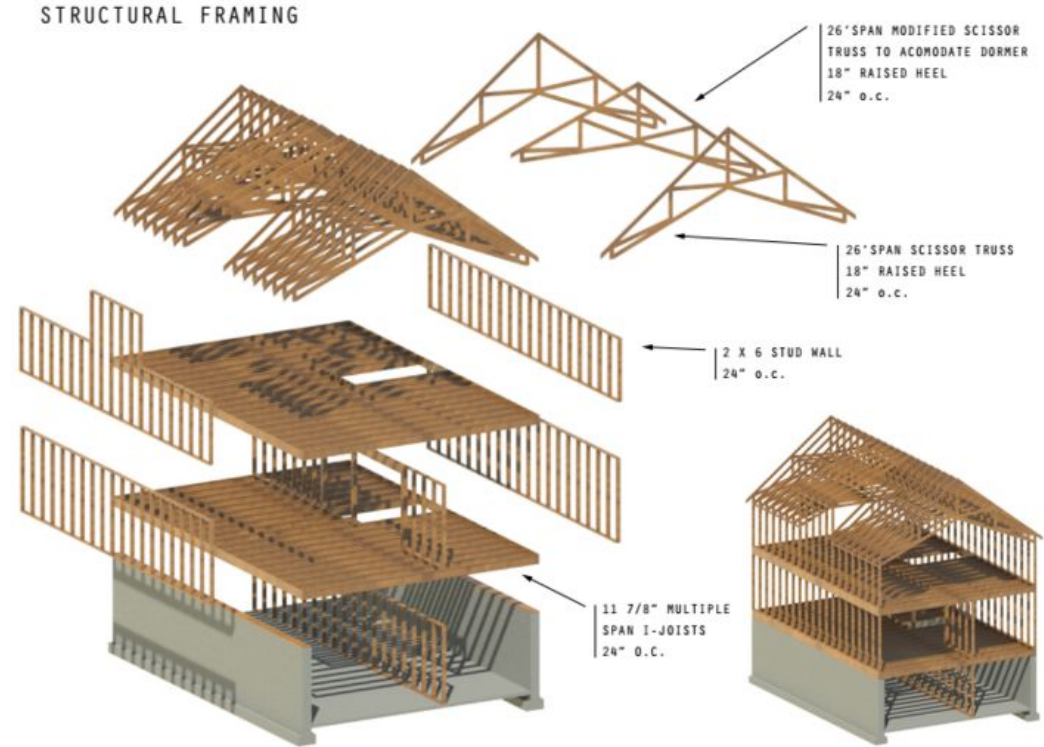 STRUCTURAL FRAMING
26'SPAN MODIFIED SCISSOR
TRUSS TO ACOMODATE DORMER
18" RAISED HEEL
24" o.c.
26'SPAN SCISSOR TRUSS
18" RAISED HEEL
24" o.c.
2 X 6 STUD WALL
24" o.c.
11 7/8" MULTIPLE
SPAN I-JOISTS
24" O.C.